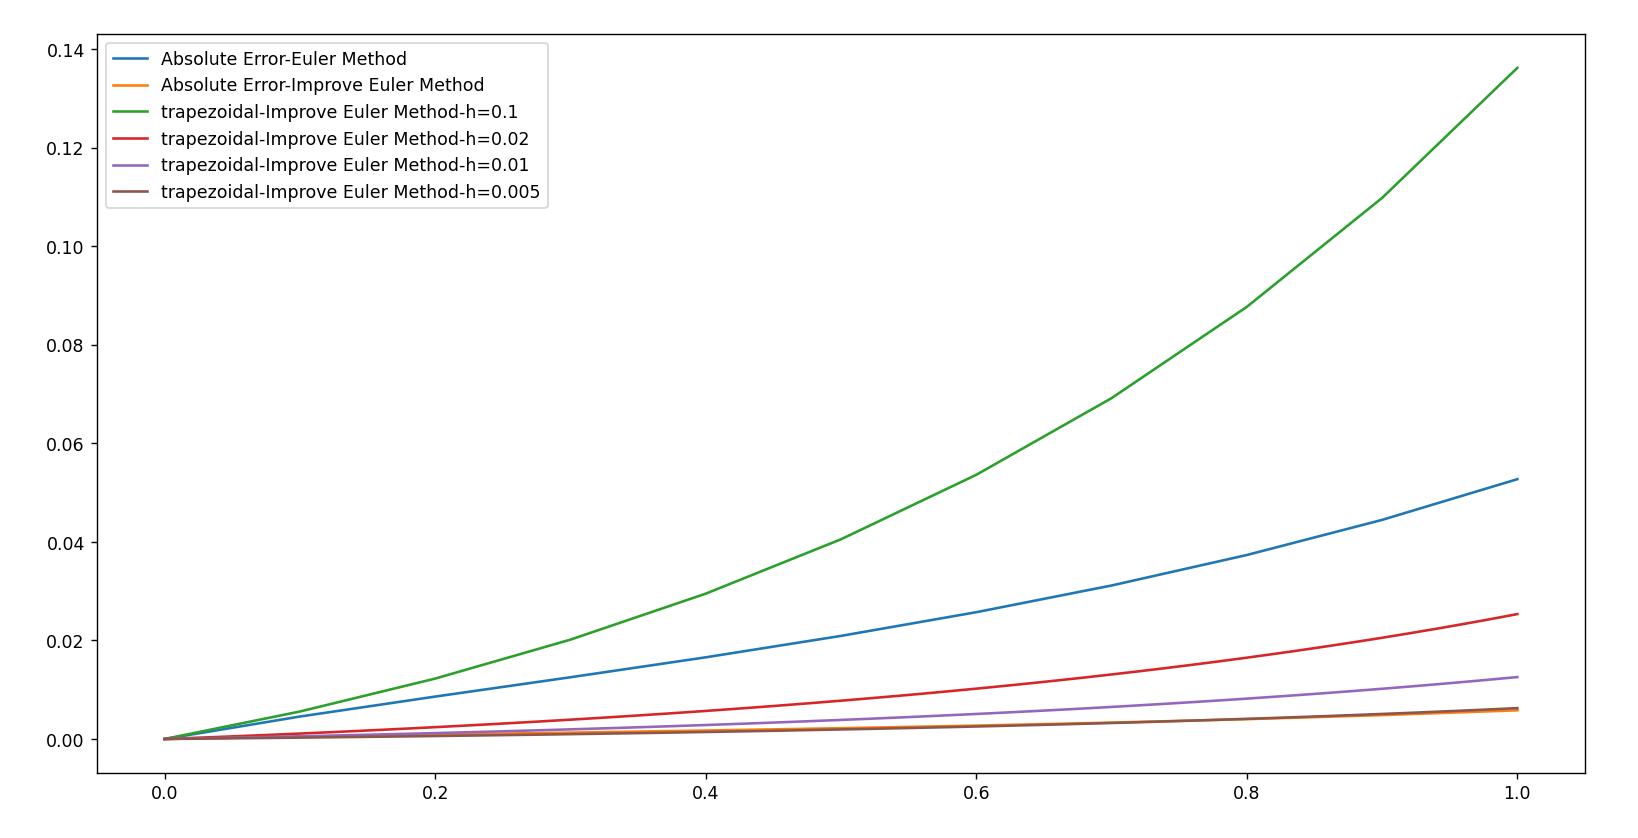 0.14
0.12
0.10
0.08
0.06
0.04
0.02
0.00
Absolute Error-Euler Method
Absolute Error-Improve Euler Method
trapezoidal-Improve Euler Method-h=0.1
trapezoidal-Improve Euler Method-h=0.02
trapezoidal-Improve Euler Method-h=0.01
trapezoidal-Improve Euler Method-h=0.005
0.0 0.2 0.4 0.6 0.8 1.0